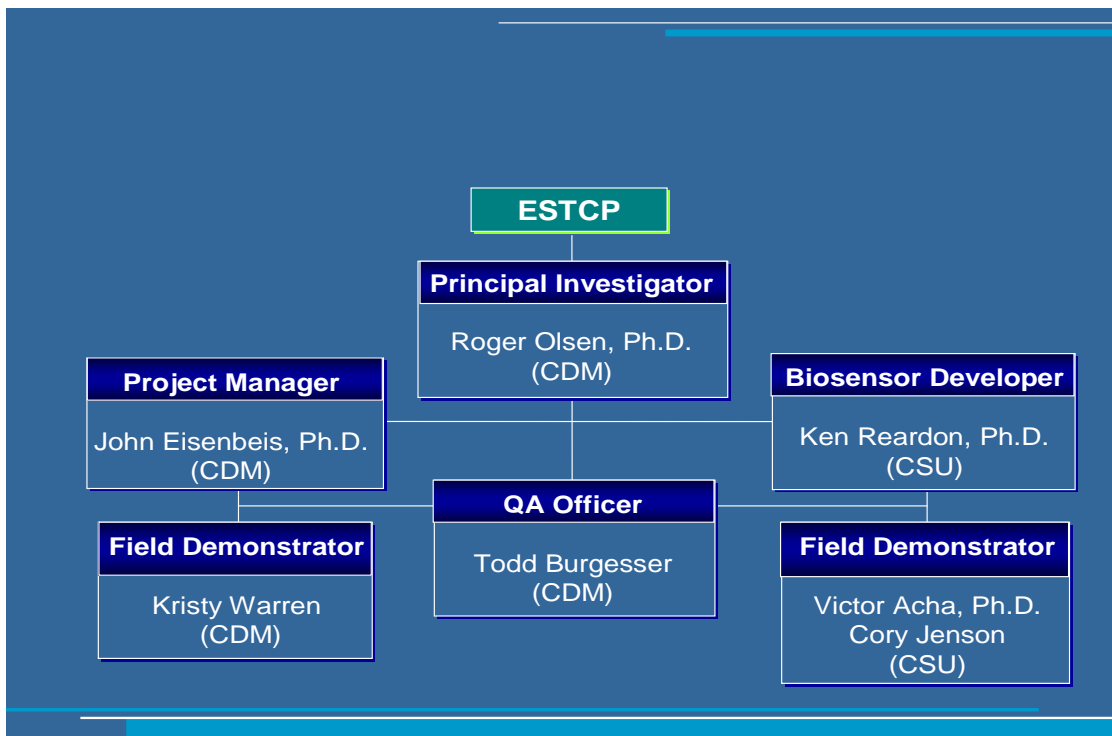 ESTCP
Principal Investigator
Roger Olsen, Ph.D.
(CDM)
Project Manager
John Eisenbeis, Ph.D.
(CDM)
Biosensor Developer
Ken Reardon, Ph.D.
(CSU)
QA Officer
Todd Burgesser
(CDM)
Field Demonstrator
Kristy Warren
(CDM)
Field Demonstrator
Victor Acha, Ph.D.
Cory Jenson
(CSU)